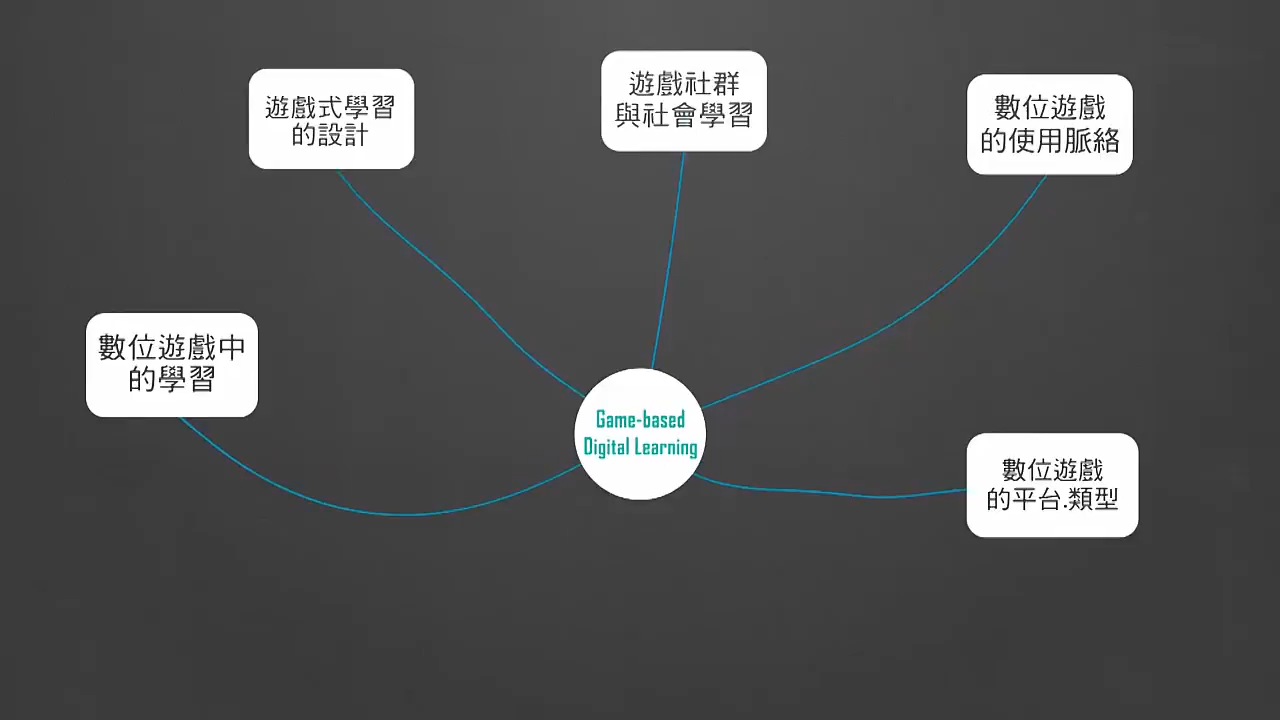 遊戲式學習
的設計
遊戲社群
與社會學習
數位遊戲
的使用脈絡
數位遊戲中
的學習
Game-based
Digital Learning
數位遊戲
的平台.類型